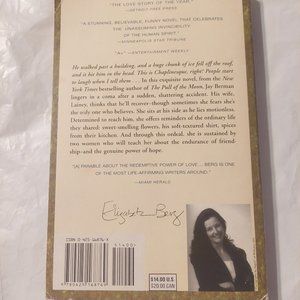 "THE LOVE STORY OF THE YEAR."
—DETROIT FREE PRESS
"A STUNNING, BELIEVABLE, FUNNY NOVEL THAT CELEBRATES
THE UNASSUMING INVINCIBILITY
OF THE HUMAN SPIRIT."
—MINNEAPOLIS STAR TRIBUNE
—ENTERTAINMENT WEEKLY
He walked past a building, and a huge chunk of ice fell off the roof,
and it hit him in the head. This is Chaplinesque, right? People start
to laugh when I tell them . . . In this exquisite novel, from the New
York Times bestselling author of The Pull of the Moon, Jay Berman
lingers in a coma after a sudden, shattering accident. His wife,
Lainey, thinks that he'll recover—though sometimes she fears she's
the only one who believes. She sits at his side as he lies motionless.
Determined to reach him, she offers reminders of the ordinary life
they shared: sweet-smelling flowers, his soft-textured shirt, spices
from their kitchen. And through this ordeal, she is sustained by
two women who will teach her about the endurance of friend-
ship—and the genuine power of hope.
"[A] PARABLE ABOUT THE REDEMPTIVE POWER OF LOVE . . . BERG IS ONE
OF THE MOST LIFE-AFFIRMING WRITERS AROUND."
—MIAMI HERALD
Elizabeth Berg
ISBN 0-425-16876-X
51400
$14.00 U.S.
$20.00 CAN